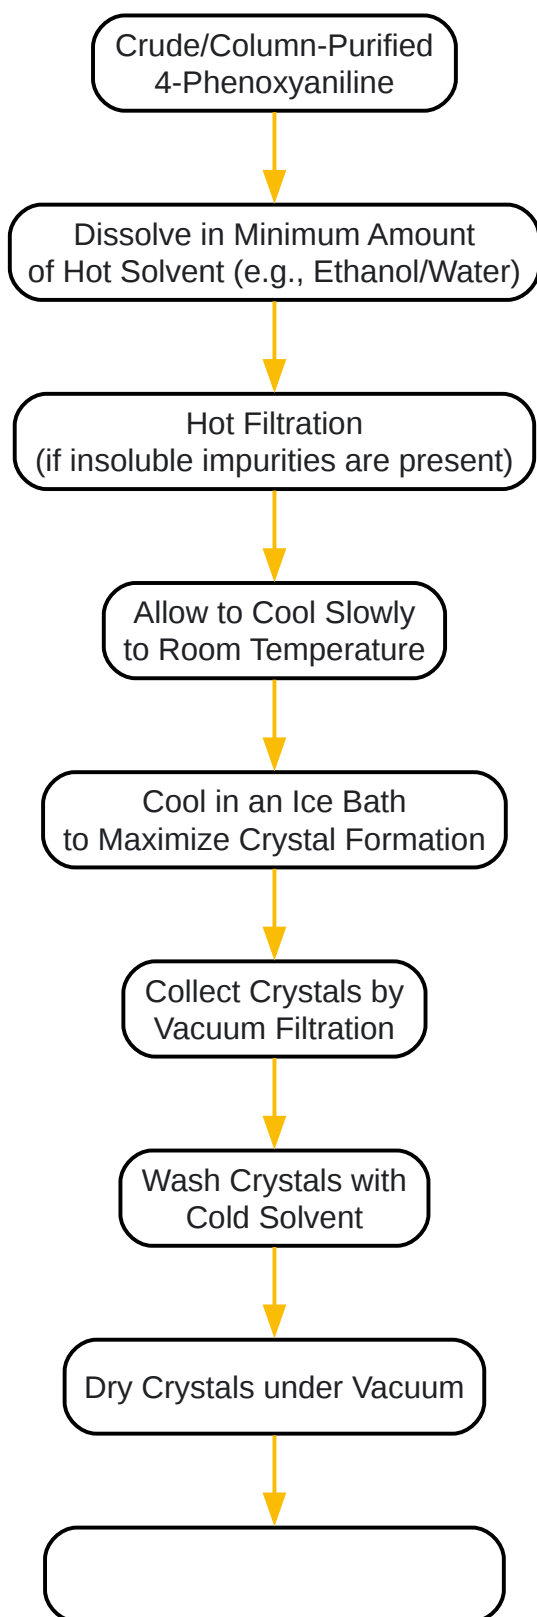 Crude/Column-Purified
4-Phenoxyaniline
Dissolve in Minimum Amount
of Hot Solvent (e.g., Ethanol/Water)
Hot Filtration
(if insoluble impurities are present)
Allow to Cool Slowly
to Room Temperature
Cool in an Ice Bath
to Maximize Crystal Formation
Collect Crystals by
Vacuum Filtration
Wash Crystals with
Cold Solvent
Dry Crystals under Vacuum